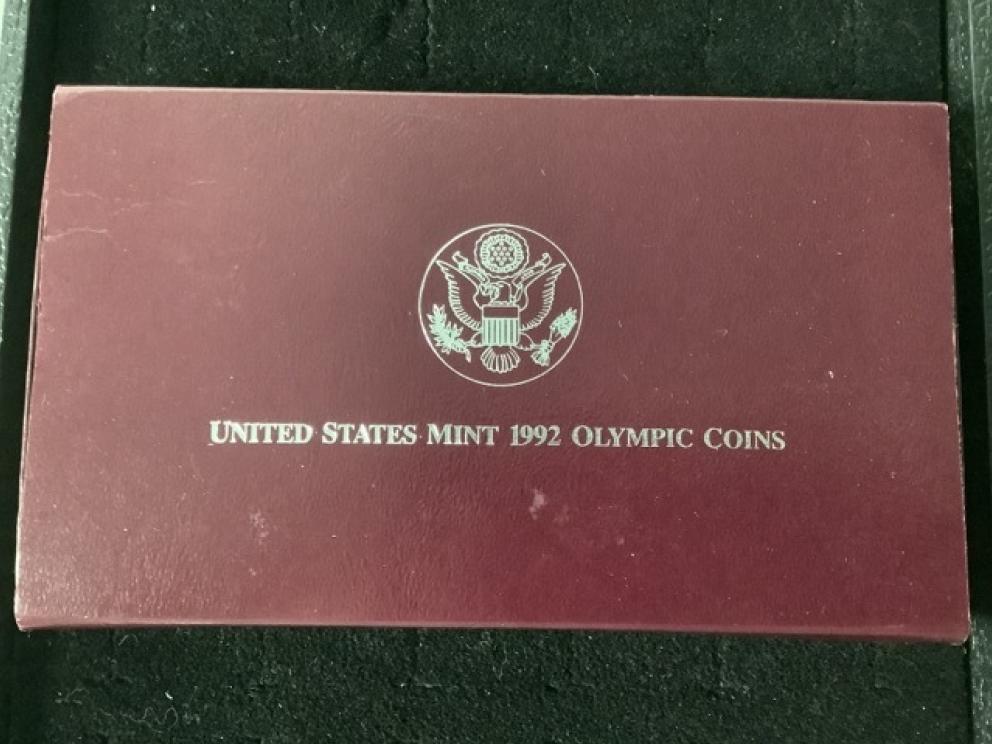 UNITED STATES MINT 1992 OLYMPIC COINS